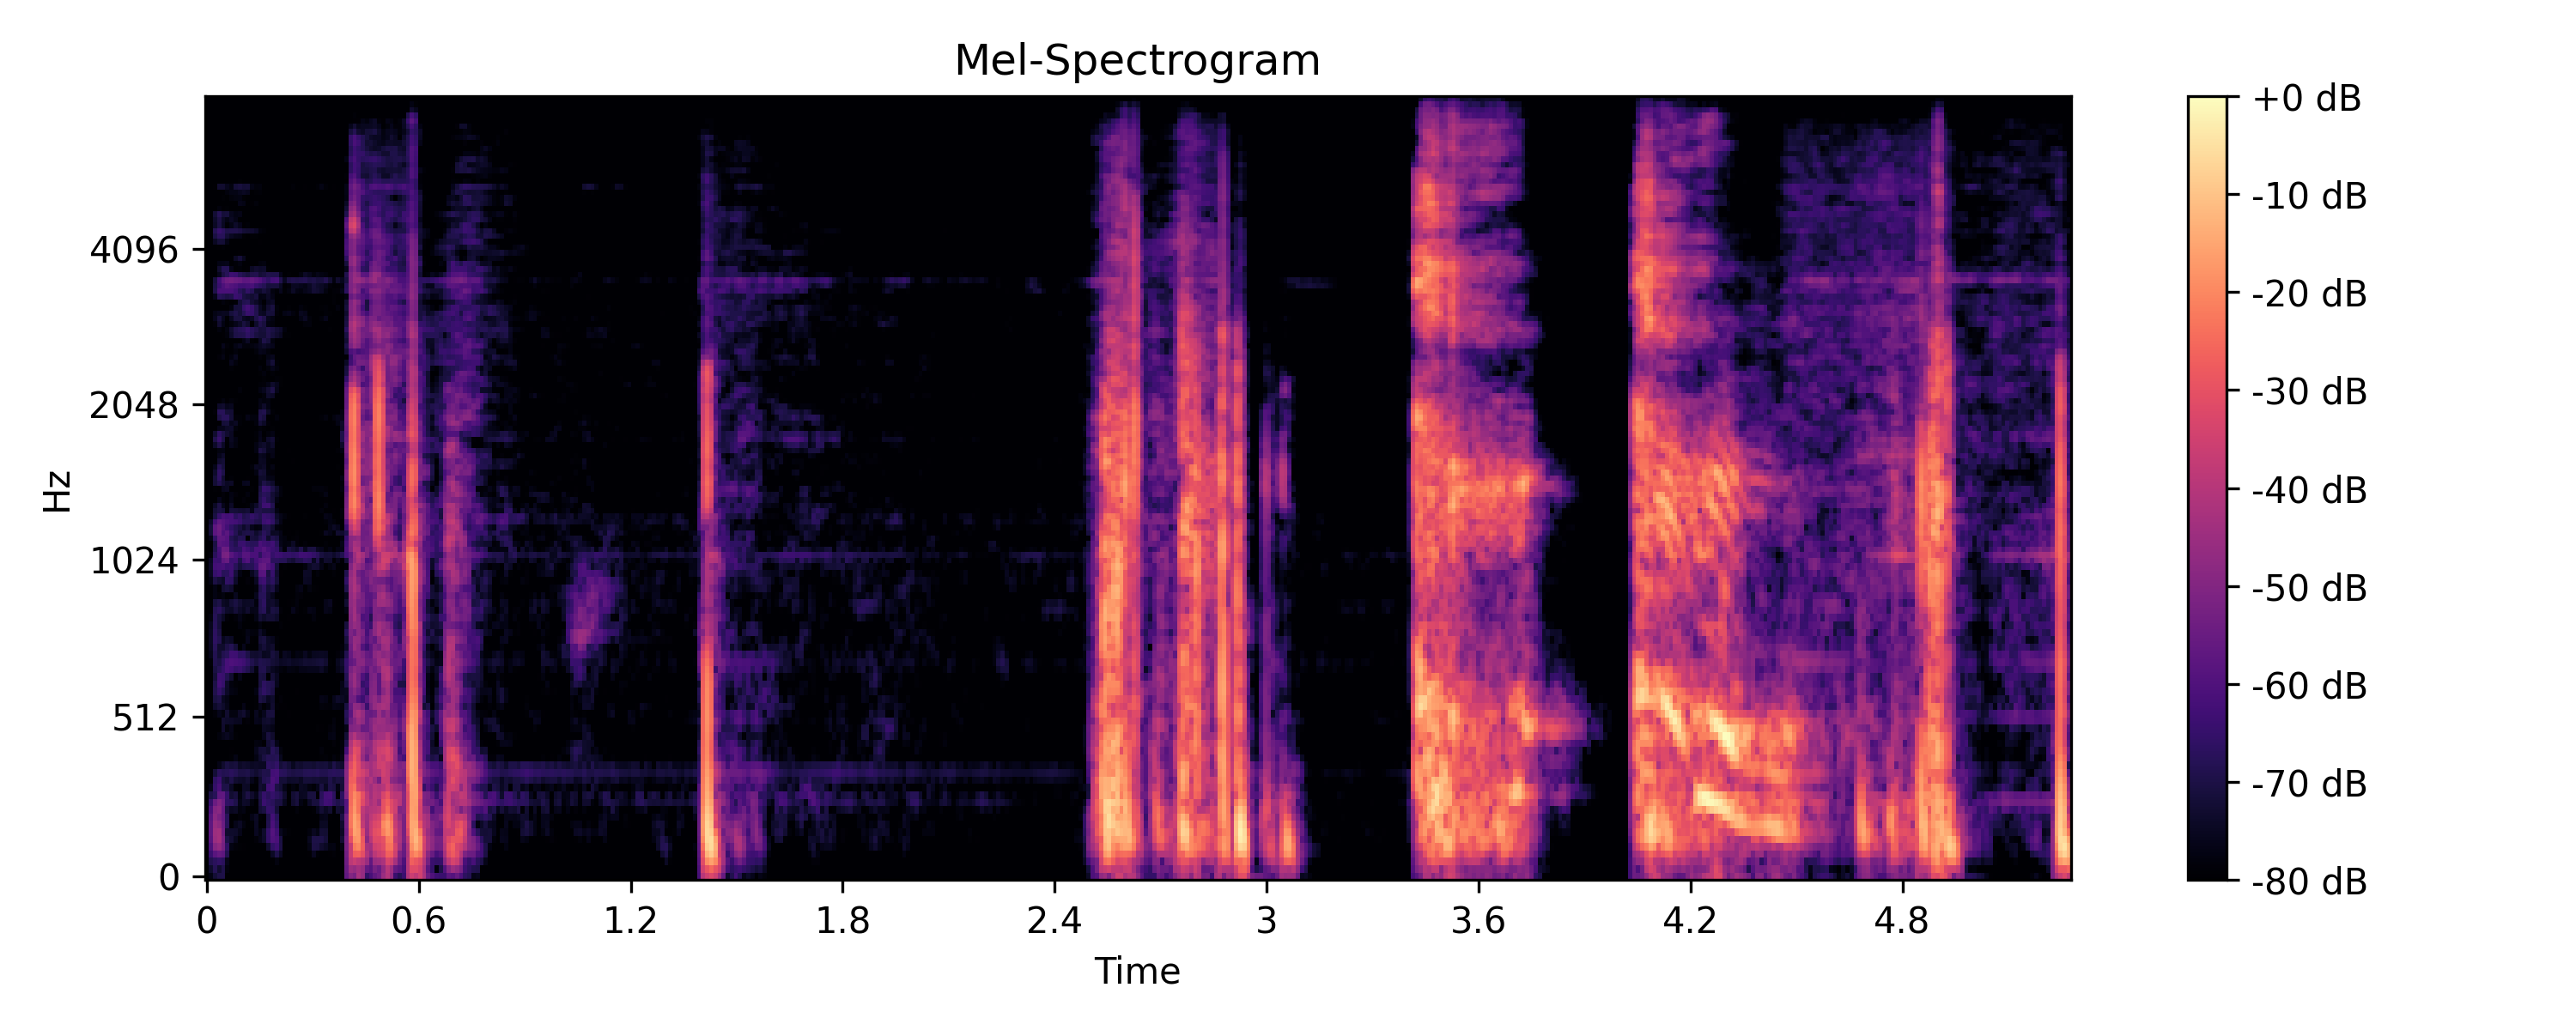 Mel-Spectrogram
Hz
4096
2048
1024
512
0
0 0.6 1.2 1.8 2.4 3 3.6 4.2 4.8
Time
+0 dB
-10 dB
-20 dB
-30 dB
-40 dB
-50 dB
-60 dB
-70 dB
-80 dB